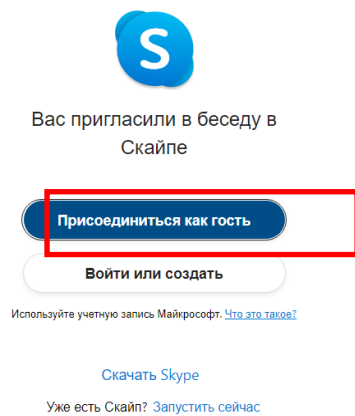 S
Вас пригласили в беседу в
Скайпе
Присоединиться как гость
Войти или создать
Используйте учетную запись Майкрософт. Что это такое?
Скачать Skype
Уже есть Скайп? Запустить сейчас